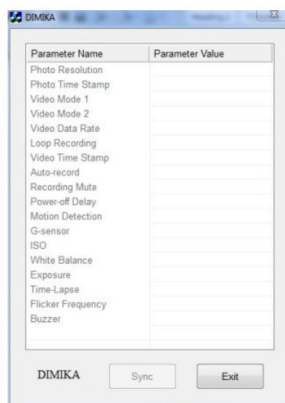 DIMIKA
Parameter Name Parameter Value
Photo Resolution
Photo Time Stamp
Video Mode 1
Video Mode 2
Video Data Rate
Loop Recording
Video Time Stamp
Auto-record
Recording Mute
Power-off Delay
Motion Detection
G-sensor
ISO
White Balance
Exposure
Time-Lapse
Flicker Frequency
Buzzer
DIMIKA Sync Exit